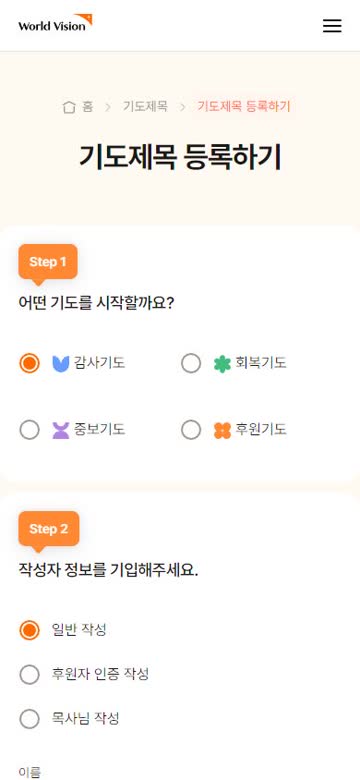 World Vision
홈 > 기도제목 > 기도제목 등록하기
기도제목 등록하기
Step 1
어떤 기도를 시작할까요?
감사기도 회복기도
중보기도 후원기도
Step 2
작성자 정보를 기입해주세요.
일반 작성
후원자 인증 작성
목사님 작성
이름